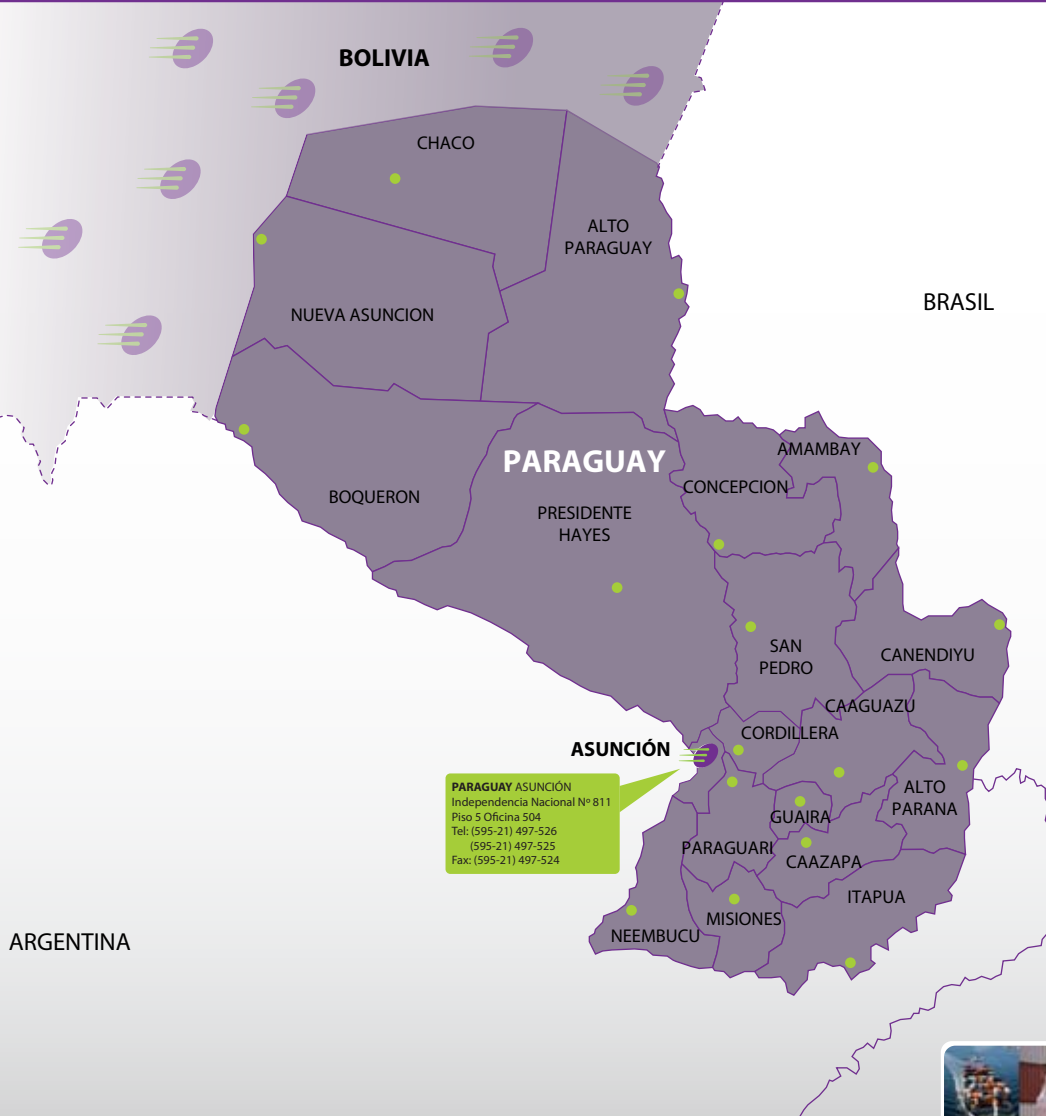 BOLIVIA
CHACO
ALTO
PARAGUAY
NUEVA ASUNCION
BRASIL
AMAMBAY
PARAGUAY
CONCEPCION
BOQUERON
PRESIDENTE
HAYES
SAN
PEDRO
CANENDIYU
CAAGUAZU
CORDILLERA
ASUNCIÓN
PARAGUAY ASUNCIÓN
Independencia Nacional Nº 811
Piso 5 Oficina 504
Tel: (595-21) 497-526
(595-21) 497-525
Fax: (595-21) 497-524
ALTO
PARANA
GUAIRA
PARAGUARI
CAAZAPA
ITAPUA
MISIONES
NEEMBUCU
ARGENTINA